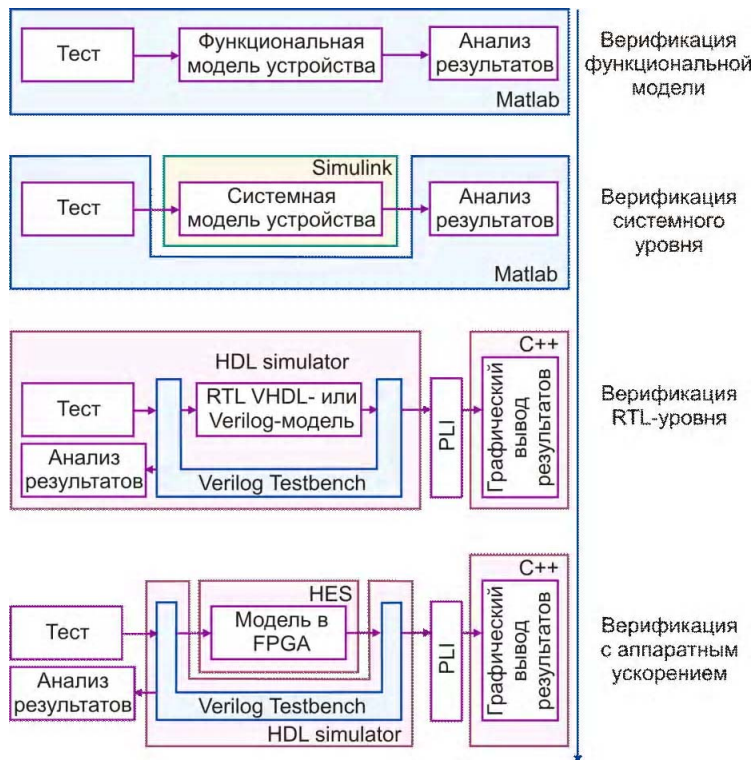 Тест
Функциональная
модель устройства
Анализ
результатов
Matlab
Верификация
функциональной
модели
Simulink
Тест
Системная
модель устройства
Анализ
результатов
Matlab
Верификация
системного
уровня
HDL simulator
Тест
RTL VHDL- или
Verilog-модель
Анализ
результатов
Verilog Testbench
PLI
C++
Графический
вывод
результатов
Верификация
RTL-уровня
HES
Тест
Модель в
FPGA
Анализ
результатов
Verilog Testbench
HDL simulator
PLI
C++
Графический
вывод
результатов
Верификация
с аппаратным
ускорением